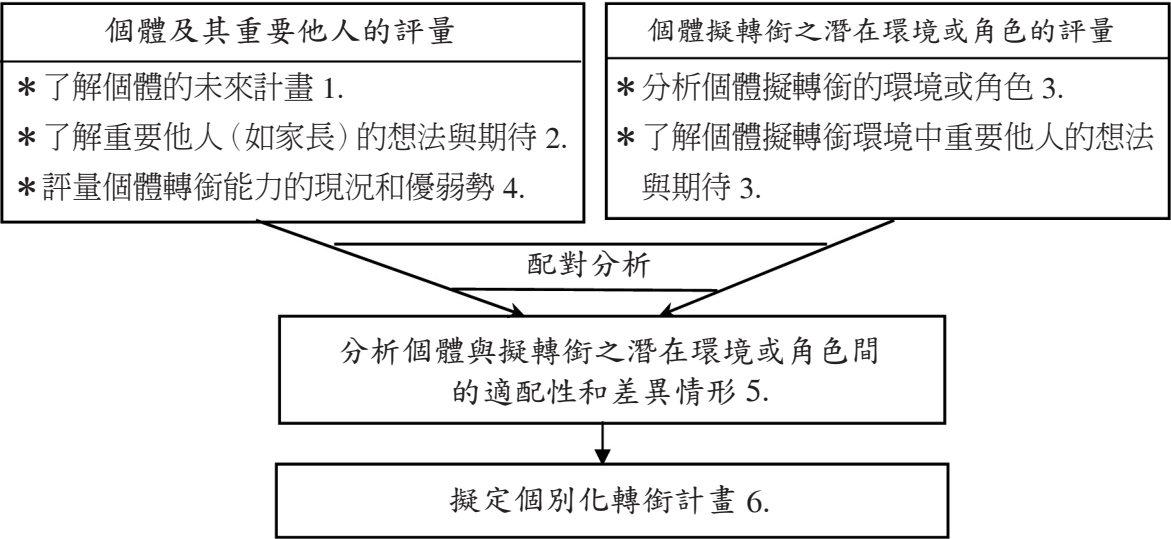 個體及其重要他人的評量
＊了解個體的未來計畫 1.
＊了解重要他人（如家長）的想法與期待 2.
＊評量個體轉銜能力的現況和優弱勢 4.
個體擬轉銜之潛在環境或角色的評量
＊分析個體擬轉銜的環境或角色 3.
＊了解個體擬轉銜環境中重要他人的想法
與期待 3.
配對分析
分析個體與擬轉銜之潛在環境或角色間
的適配性和差異情形 5.
擬定個別化轉銜計畫 6.